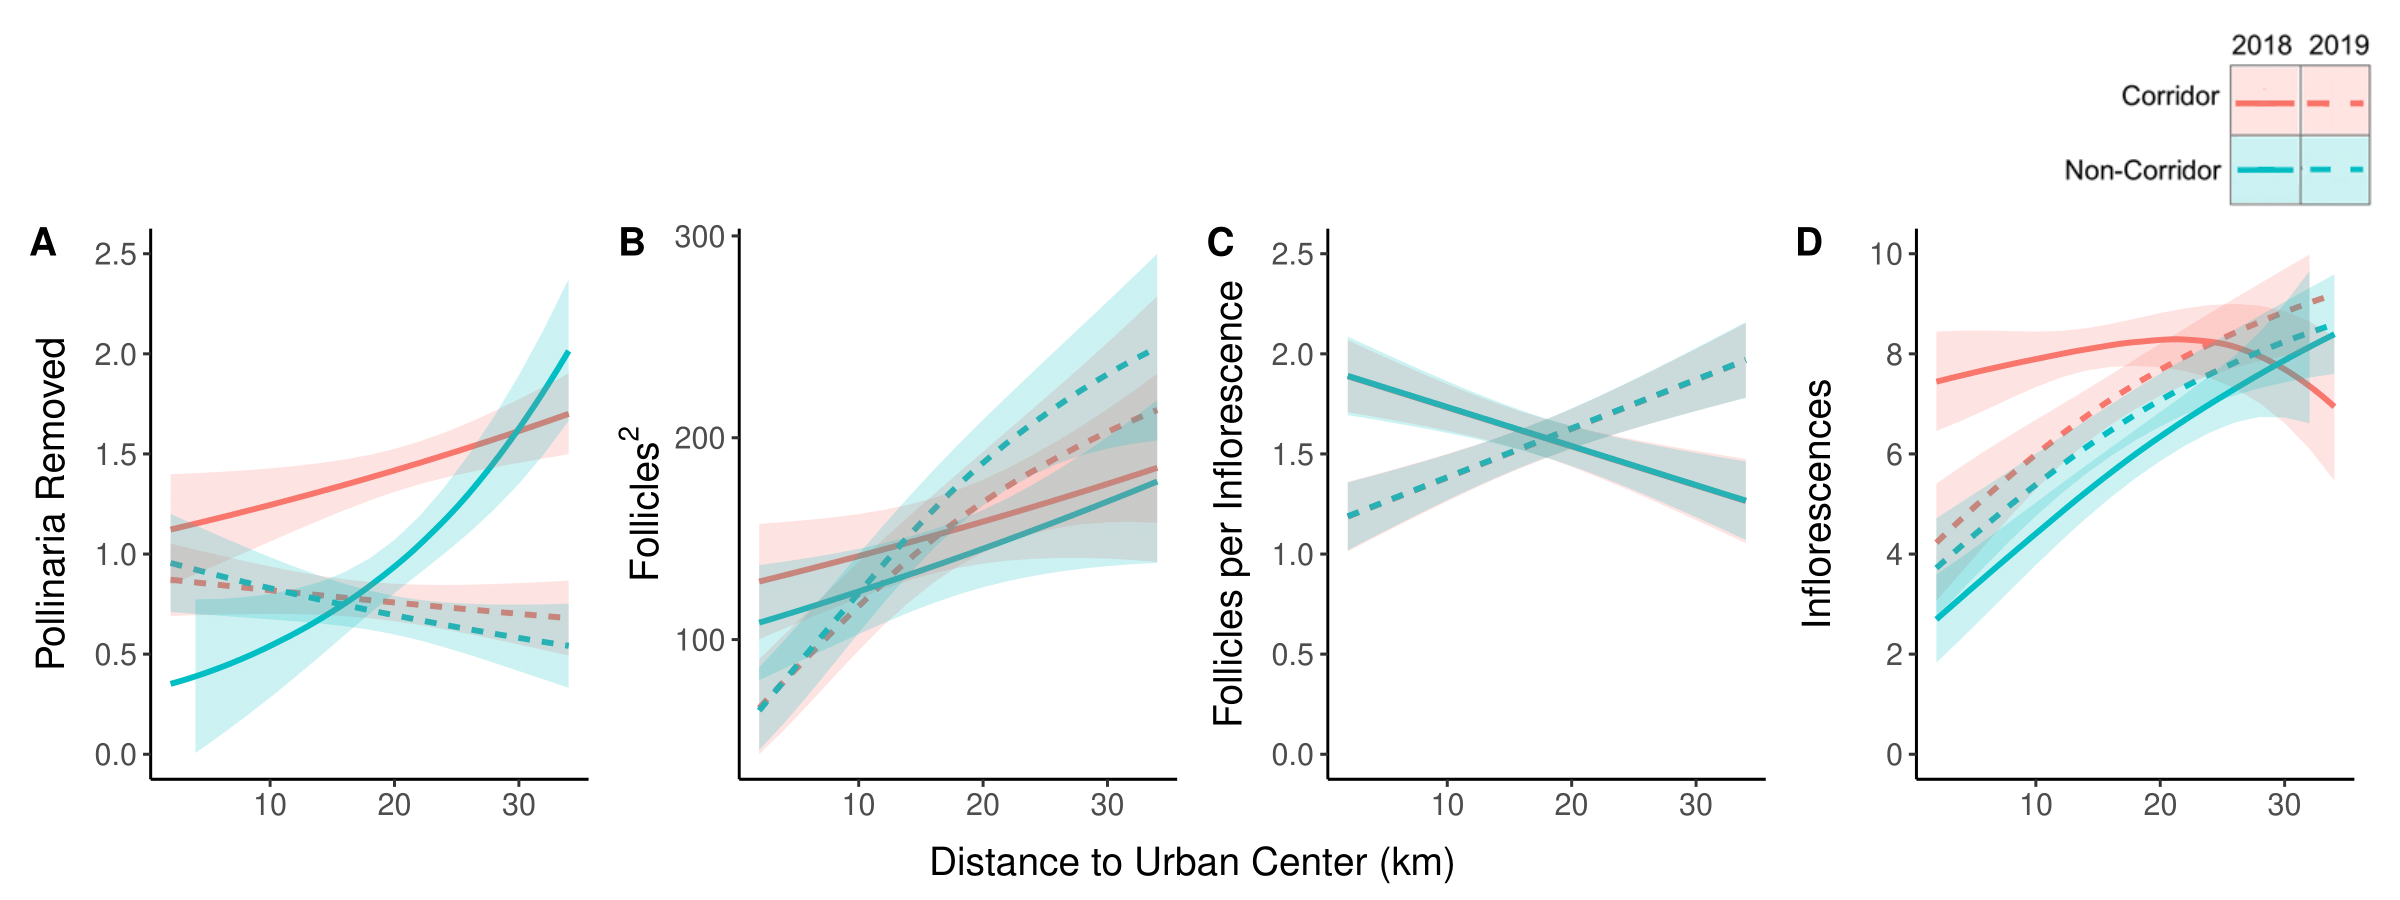 2018 2019
Corridor
Non-Corridor
A
Pollinaria Removed
2.5
2.0
1.5
1.0
0.5
0.0
10 20 30
B
Follicles²
300
200
100
10 20 30
C
Follicles per Inflorescence
2.5
2.0
1.5
1.0
0.5
0.0
10 20 30
D
Inflorescences
10
8
6
4
2
0
10 20 30
Distance to Urban Center (km)